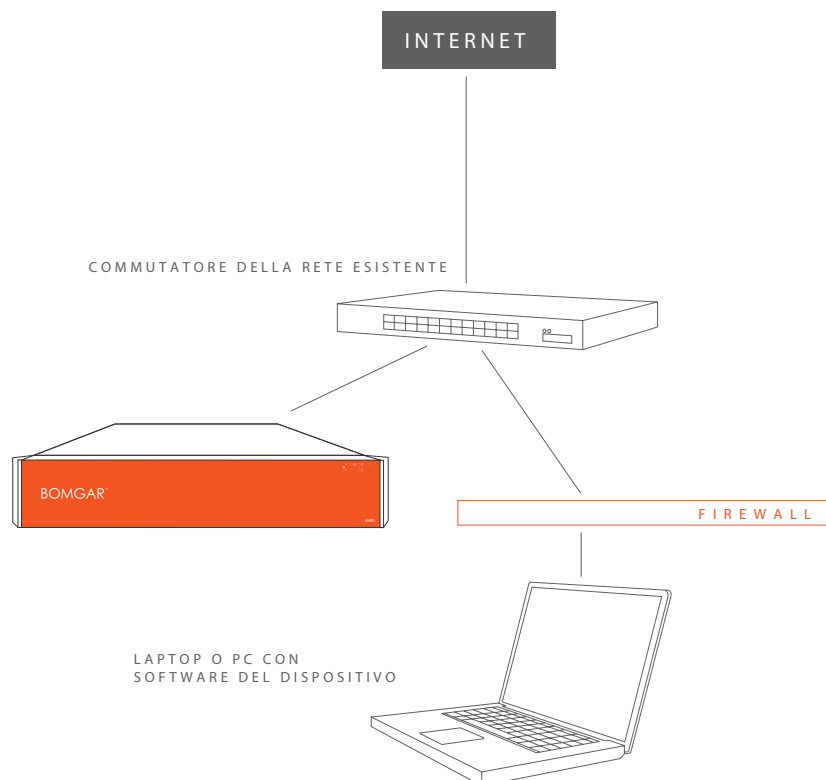 INTERNET
COMMUTATORE DELLA RETE ESISTENTE
BOMGAR
FIREWALL
LAPTOP O PC CON
SOFTWARE DEL DISPOSITIVO